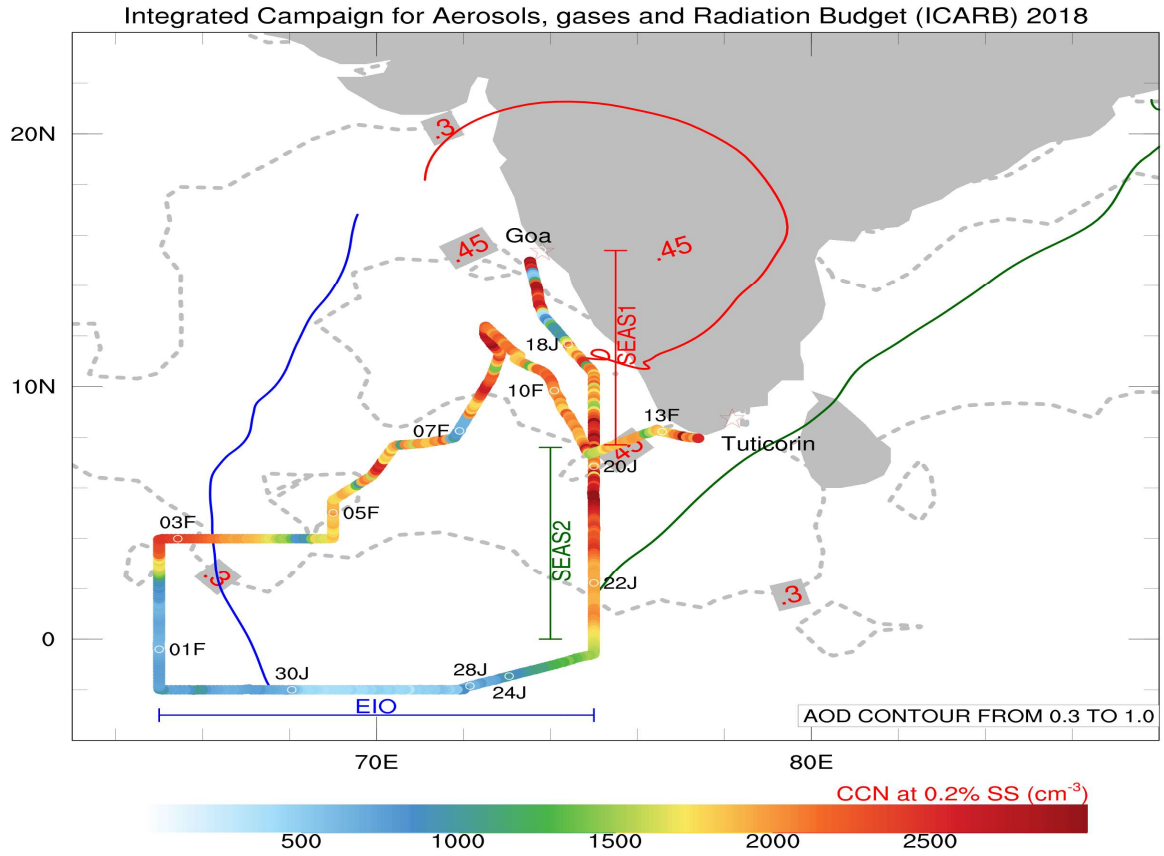 Integrated Campaign for Aerosols, gases and Radiation Budget (ICARB) 2018
20N
.3
Goa
.45
.45
SEAS1
18J
10N
10F
13F
07F
Tuticorin
.45
20J
05F
03F
SEAS2
.3
22J
.3
0
01F
28J
30J
24J
EIO
AOD CONTOUR FROM 0.3 TO 1.0
70E
80E
CCN at 0.2% SS (cm-3)
500
1000
1500
2000
2500